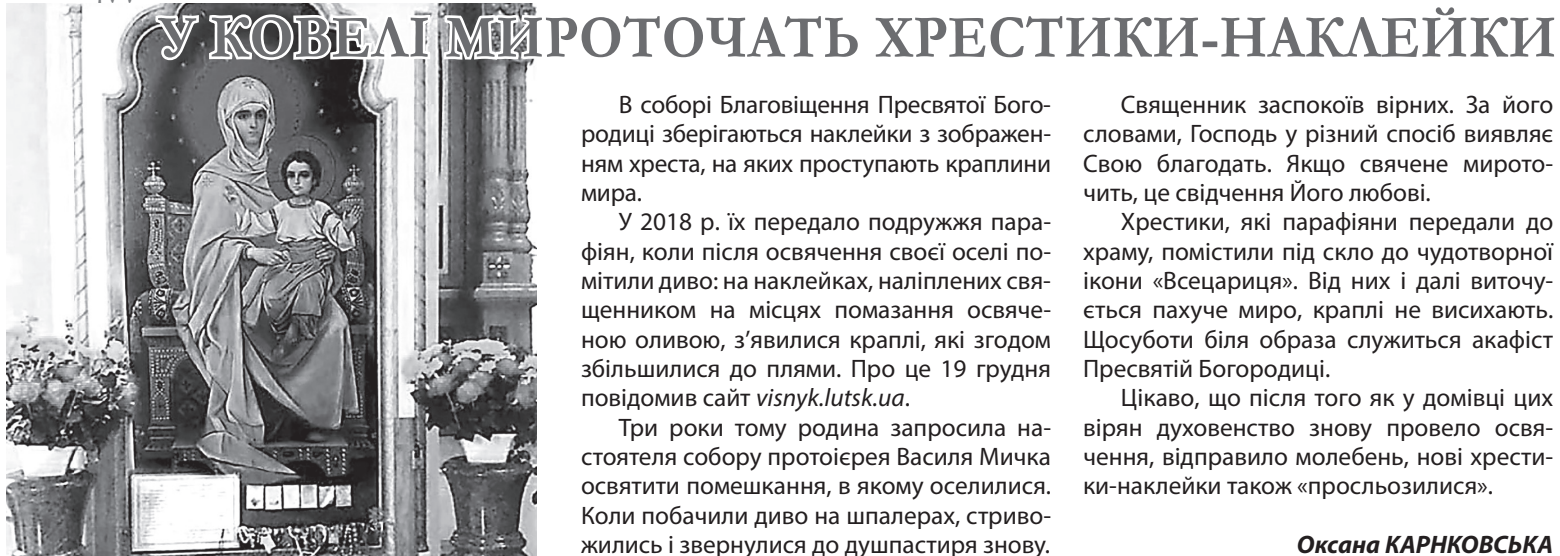 У КОВЕЛІ МИРОТОЧАТЬ ХРЕСТИКИ-НАКЛЕЙКИ
В соборі Благовіщення Пресвятої Бого-
родиці зберігаються наклейки з зображен-
ням хреста, на яких проступають краплини
мира.
У 2018 р. їх передало подружжя пара-
фіян, коли після освячення своєї оселі по-
мітили диво: на наклейках, наліплених свя-
щенником на місцях помазання освяче-
ною оливою, з’явилися краплі, які згодом
збільшилися до плями. Про це 19 грудня
повідомив сайт visnyk.lutsk.ua.
Три роки тому родина запросила на-
стоятеля собору протоієрея Василя Мичка
освятити помешкання, в якому оселилися.
Коли побачили диво на шпалерах, стриво-
жились і звернулися до душпастиря знову.
Священник заспокоїв вірних. За його
словами, Господь у різний спосіб виявляє
Свою благодать. Якщо свячене мирото-
чить, це свідчення Його любові.
Хрестики, які парафіяни передали до
храму, помістили під скло до чудотворної
ікони «Всецариця». Від них і далі виточу-
ється пахуче миро, краплі не висихають.
Щосуботи біля образа служиться акафіст
Пресвятій Богородиці.
Цікаво, що після того як у домівці цих
вірян духовенство знову провело освя-
чення, відправило молебень, нові хрести-
ки-наклейки також «просльозилися».
Оксана КАРНКОВСЬКА